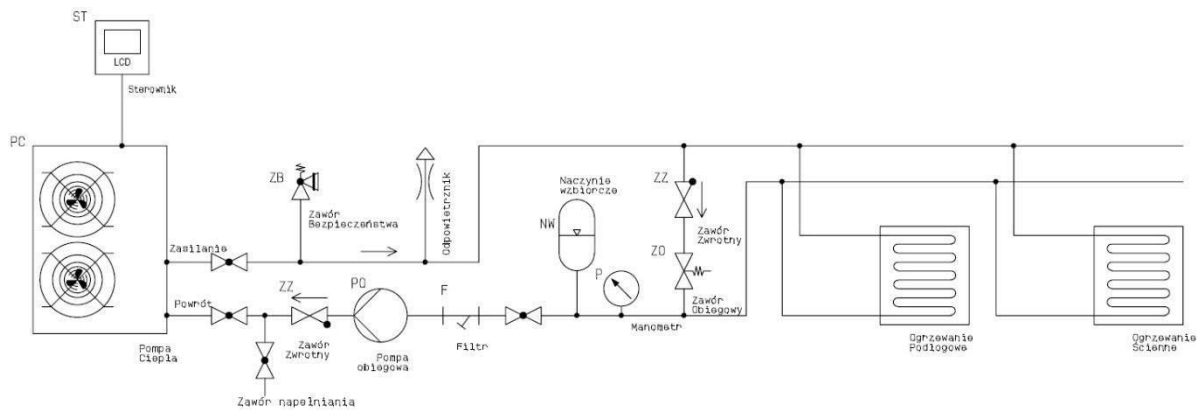 ST
LCD
Sterownik
PC
Zasilanie
Powrót
Pompa
Ciepła
ZB
Zawór
Bezpieczeństwa
Odpowietrznik
ZZ
Zawór
Zwrotny
Zawór napełniania
PO
Pompa
obiegowa
F
Filtr
Naczynie
wzbiorcze
NW
P
Manometr
ZZ
Zawór
Zwrotny
ZO
Zawór
Obiegowy
Ogrzewanie
Podłogowe
Ogrzewanie
Ścienne